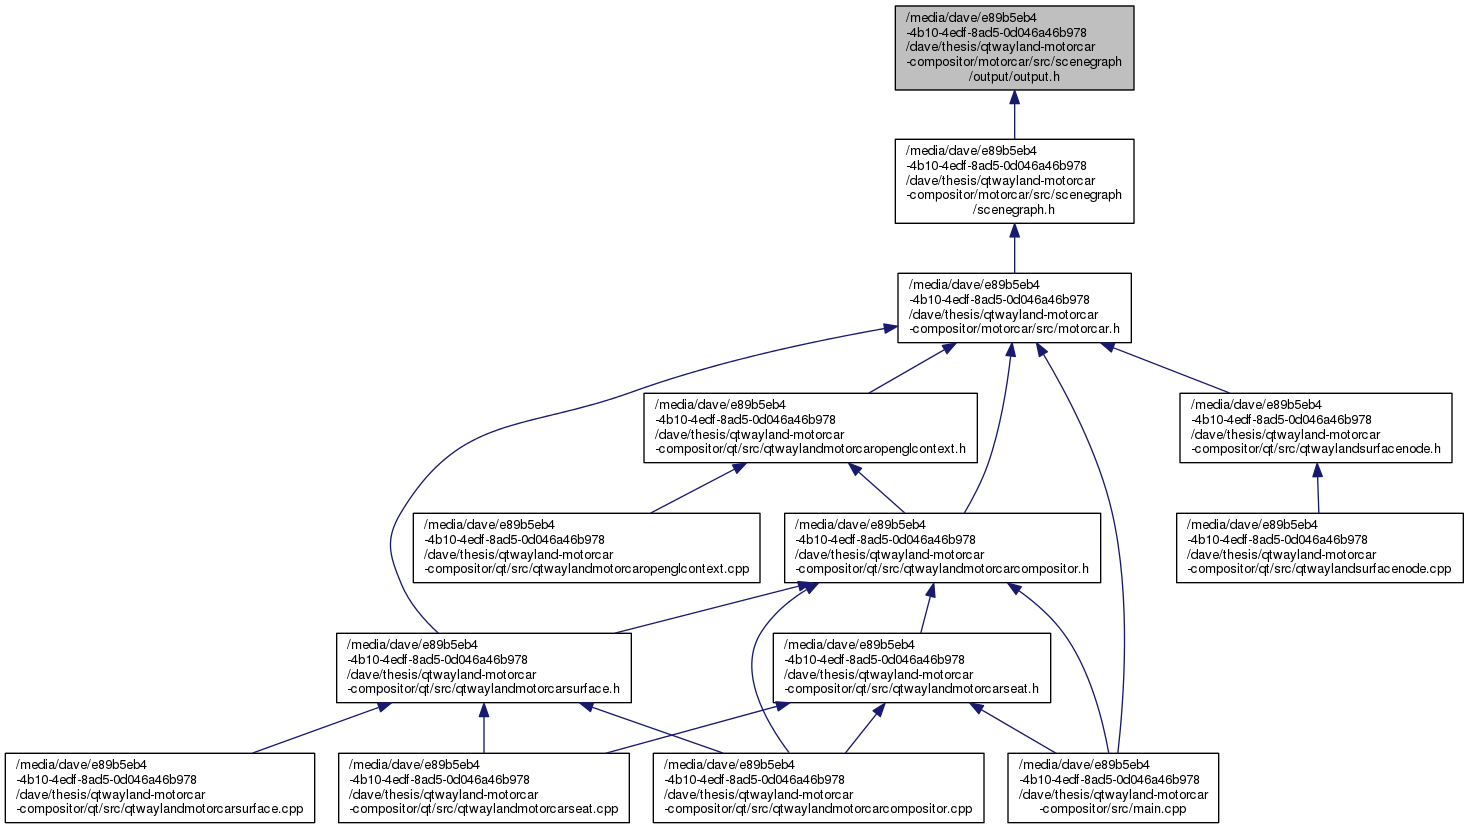 /media/dave/e89b5eb4
-4b10-4edf-8ad5-0d046a46b978
/dave/thesis/qtwayland-motorcar
-compositor/motorcar/src/scenegraph
/output/output.h
/media/dave/e89b5eb4
-4b10-4edf-8ad5-0d046a46b978
/dave/thesis/qtwayland-motorcar
-compositor/motorcar/src/scenegraph
/scenegraph.h
/media/dave/e89b5eb4
-4b10-4edf-8ad5-0d046a46b978
/dave/thesis/qtwayland-motorcar
-compositor/motorcar/src/motorcar.h
/media/dave/e89b5eb4
-4b10-4edf-8ad5-0d046a46b978
/dave/thesis/qtwayland-motorcar
-compositor/qt/src/qtwaylandmotorcaropenglcontext.h
/media/dave/e89b5eb4
-4b10-4edf-8ad5-0d046a46b978
/dave/thesis/qtwayland-motorcar
-compositor/qt/src/qtwaylandsurfacenode.h
/media/dave/e89b5eb4
-4b10-4edf-8ad5-0d046a46b978
/dave/thesis/qtwayland-motorcar
-compositor/qt/src/qtwaylandmotorcaropenglcontext.cpp
/media/dave/e89b5eb4
-4b10-4edf-8ad5-0d046a46b978
/dave/thesis/qtwayland-motorcar
-compositor/qt/src/qtwaylandmotorcarcompositor.h
/media/dave/e89b5eb4
-4b10-4edf-8ad5-0d046a46b978
/dave/thesis/qtwayland-motorcar
-compositor/qt/src/qtwaylandsurfacenode.cpp
/media/dave/e89b5eb4
-4b10-4edf-8ad5-0d046a46b978
/dave/thesis/qtwayland-motorcar
-compositor/qt/src/qtwaylandmotorcarsurface.h
/media/dave/e89b5eb4
-4b10-4edf-8ad5-0d046a46b978
/dave/thesis/qtwayland-motorcar
-compositor/qt/src/qtwaylandmotorcarseat.h
/media/dave/e89b5eb4
-4b10-4edf-8ad5-0d046a46b978
/dave/thesis/qtwayland-motorcar
-compositor/qt/src/qtwaylandmotorcarsurface.cpp
/media/dave/e89b5eb4
-4b10-4edf-8ad5-0d046a46b978
/dave/thesis/qtwayland-motorcar
-compositor/qt/src/qtwaylandmotorcarseat.cpp
/media/dave/e89b5eb4
-4b10-4edf-8ad5-0d046a46b978
/dave/thesis/qtwayland-motorcar
-compositor/qt/src/qtwaylandmotorcarcompositor.cpp
/media/dave/e89b5eb4
-4b10-4edf-8ad5-0d046a46b978
/dave/thesis/qtwayland-motorcar
-compositor/src/main.cpp